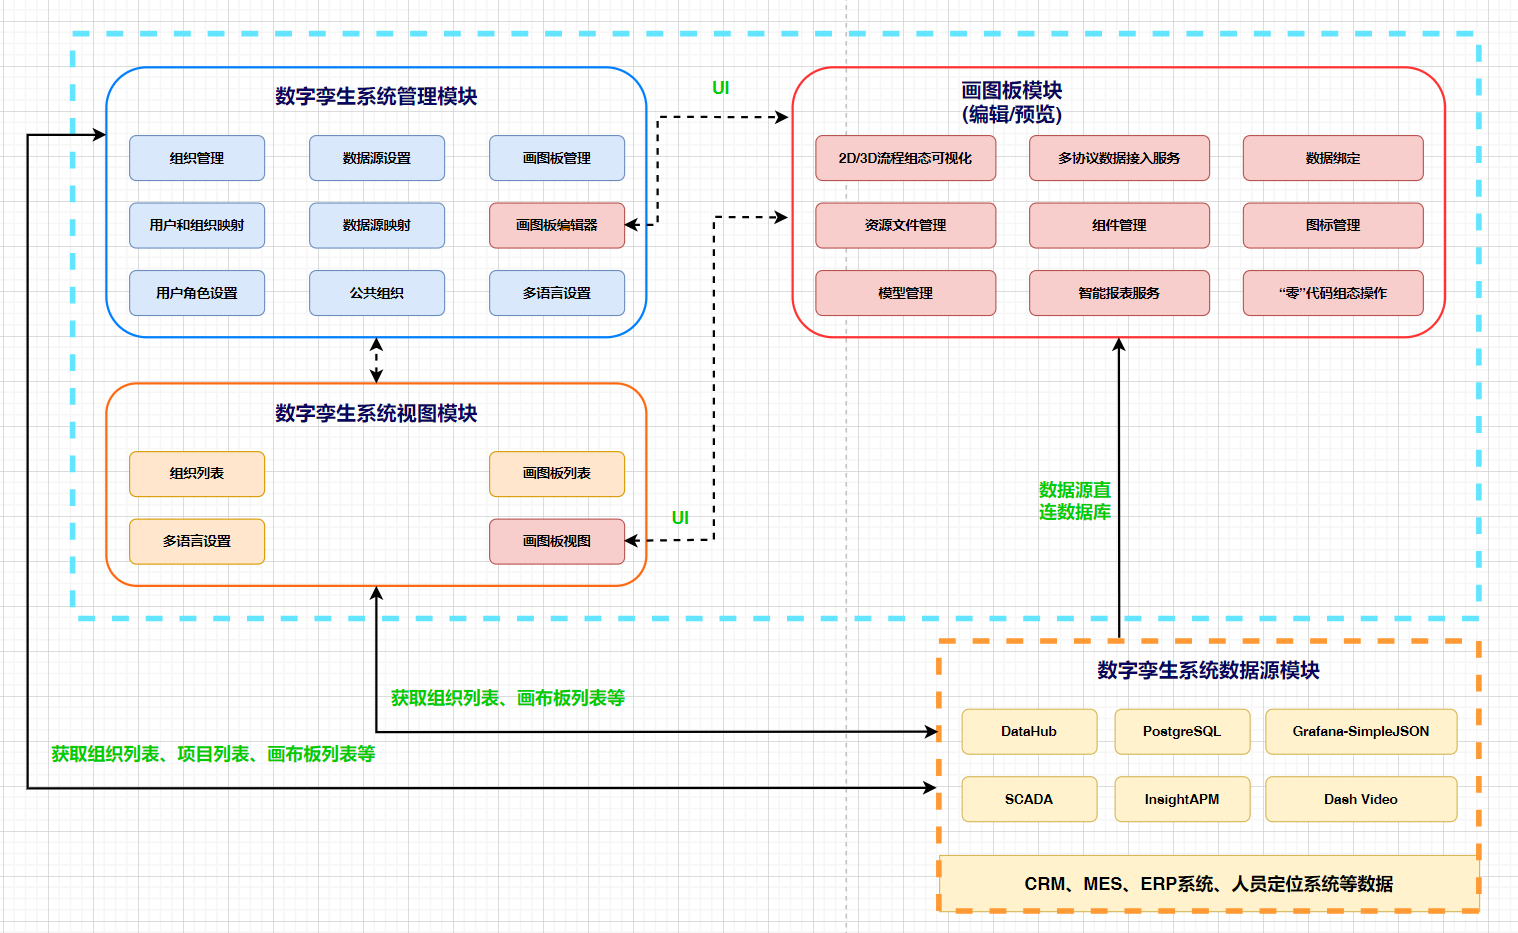 数字孪生系统管理模块
组织管理
数据源设置
画图板管理
用户和组织映射
数据源映射
画图板编辑器
用户角色设置
公共组织
多语言设置
UI
画图板模块
(编辑/预览)
2D/3D流程组态可视化
多协议数据接入服务
数据绑定
资源文件管理
组件管理
图标管理
模型管理
智能报表服务
“零”代码组态操作
数字孪生系统视图模块
组织列表
画图板列表
多语言设置
画图板视图
UI
数据源直
连数据库
获取组织列表、画布板列表等
获取组织列表、项目列表、画布板列表等
数字孪生系统数据源模块
DataHub
PostgreSQL
Grafana-SimpleJSON
SCADA
InsightAPM
Dash Video
CRM、MES、ERP系统、人员定位系统等数据